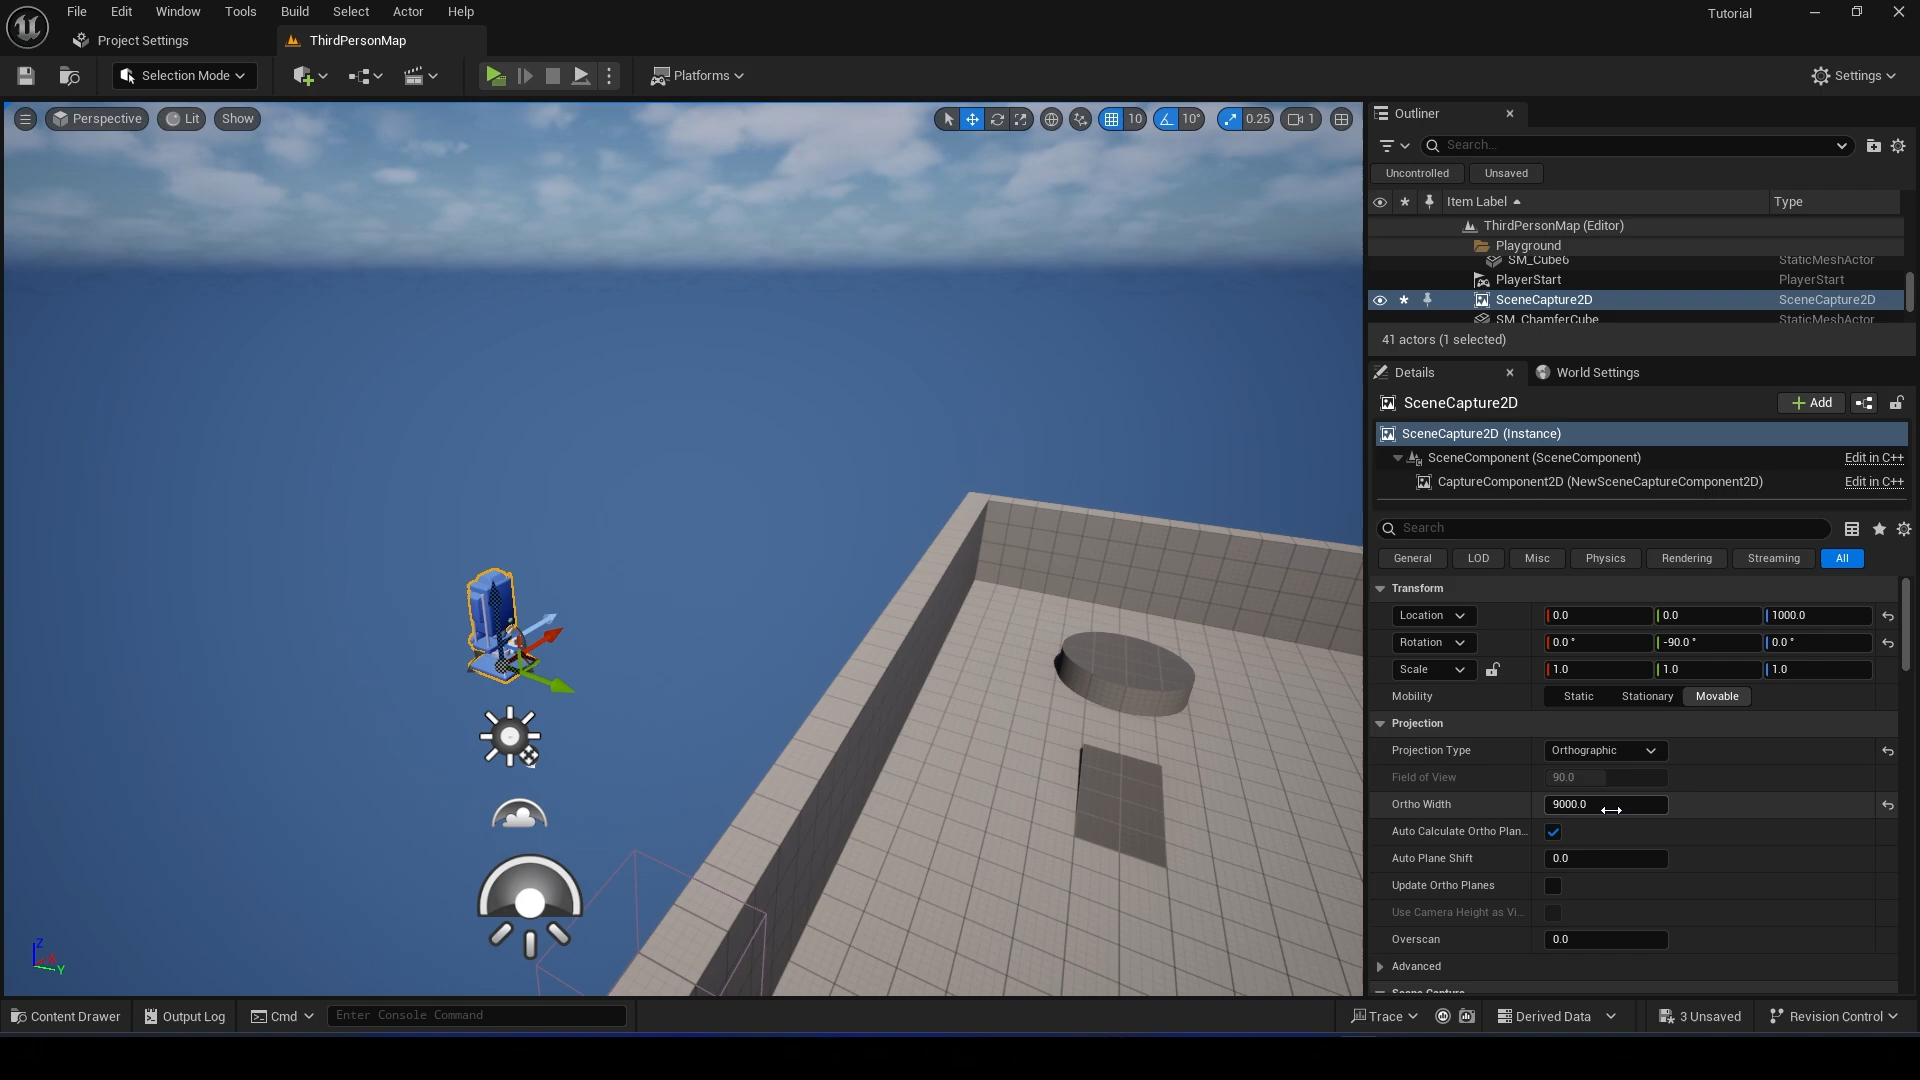 File Edit Window Tools Build Select Actor Help
Tutorial
Project Settings
ThirdPersonMap
Selection Mode
Platforms
Settings
Perspective
Lit
Show
10
10°
0.25
1
Outliner
Search...
Uncontrolled
Unsaved
Item Label
Type
ThirdPersonMap (Editor)
Playground
SM_Cube6 StaticMeshActor
PlayerStart PlayerStart
SceneCapture2D SceneCapture2D
SM_ChamferCube StaticMeshActor
41 actors (1 selected)
Details
World Settings
SceneCapture2D
Add
SceneCapture2D (Instance)
SceneComponent (SceneComponent) Edit in C++
CaptureComponent2D (NewSceneCaptureComponent2D) Edit in C++
Search
General LOD Misc Physics Rendering Streaming All
Transform
Location 0.0 0.0 1000.0
Rotation 0.0 ° -90.0 ° 0.0 °
Scale 1.0 1.0 1.0
Mobility Static Stationary Movable
Projection
Projection Type Orthographic
Field of View 90.0
Ortho Width 9000.0
Auto Calculate Ortho Plan...
Auto Plane Shift 0.0
Update Ortho Planes
Use Camera Height as Vi...
Overscan 0.0
Advanced
Scene Capture
Z
X
Y
Content Drawer
Output Log
Cmd
Enter Console Command
Trace
Derived Data
3 Unsaved
Revision Control